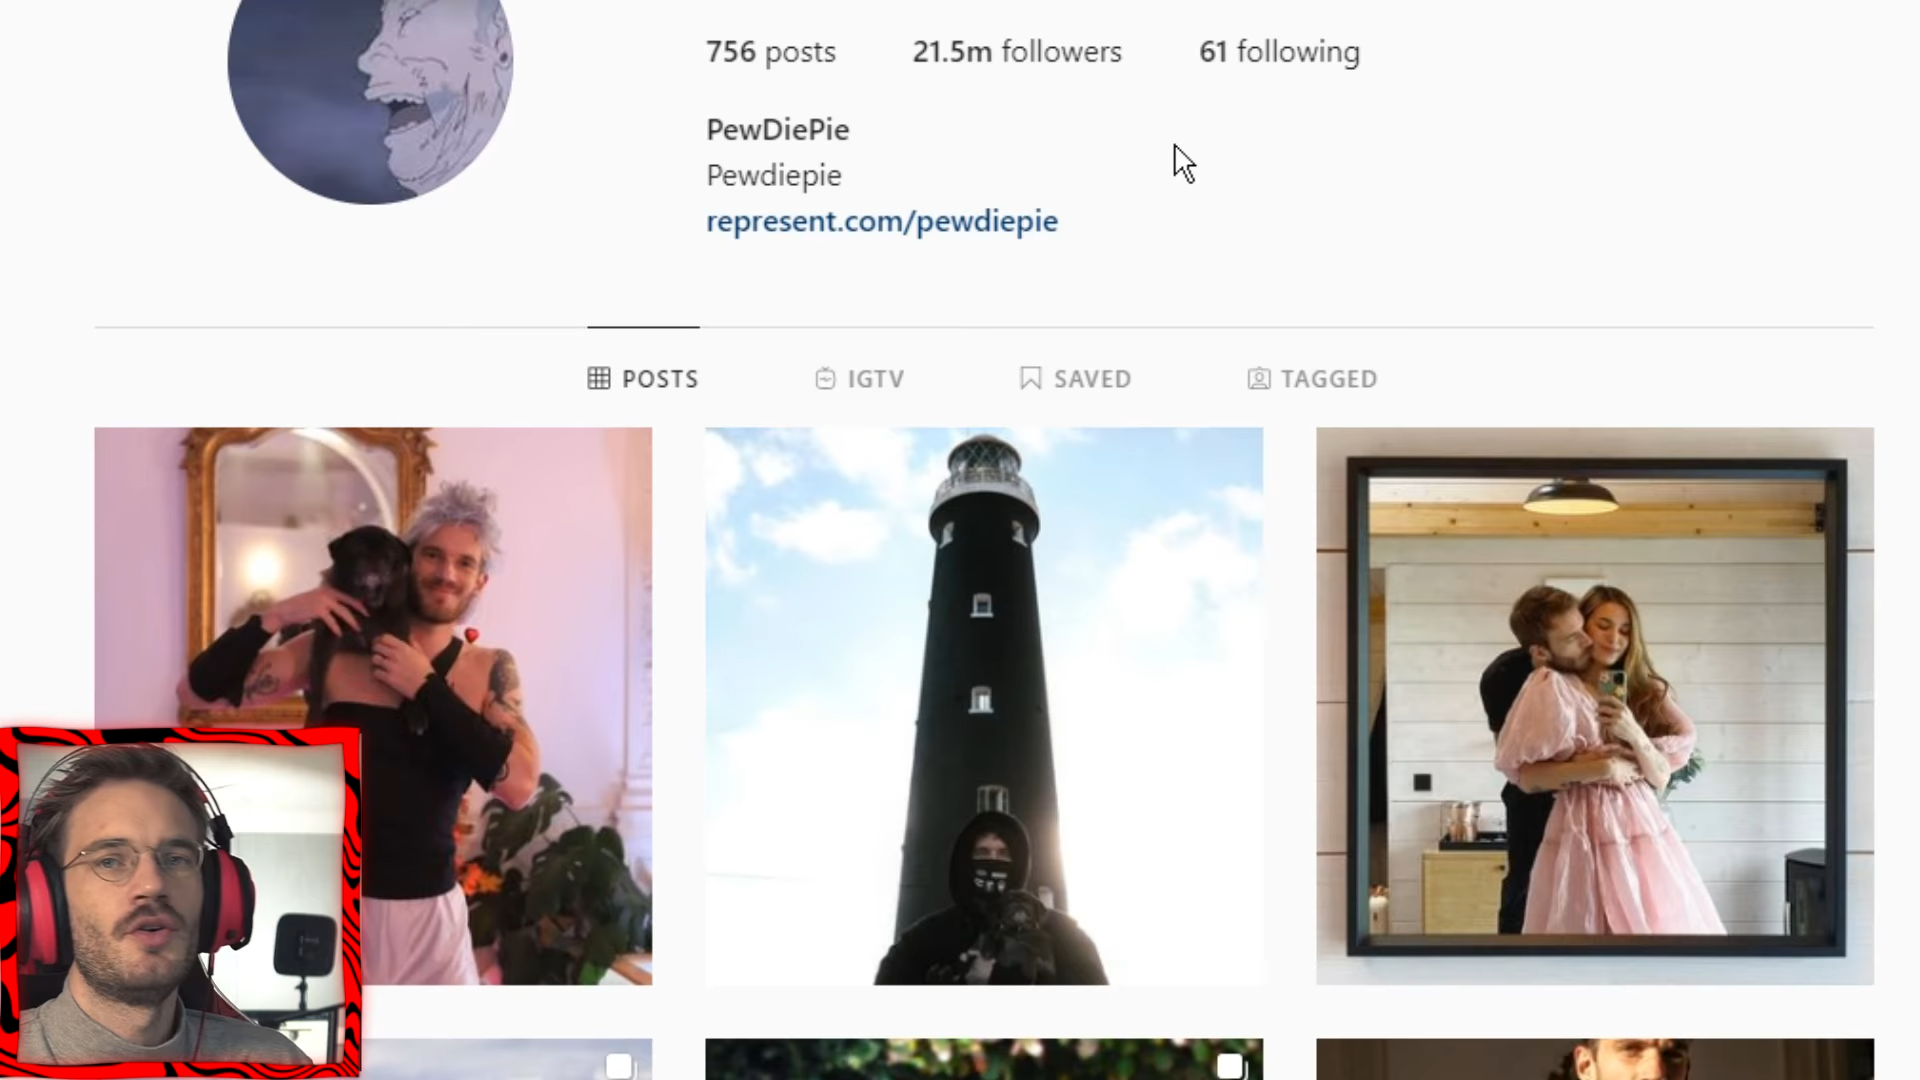 756 posts 21.5m followers 61 following
PewDiePie
Pewdiepie
represent.com/pewdiepie
POSTS IGTV SAVED TAGGED